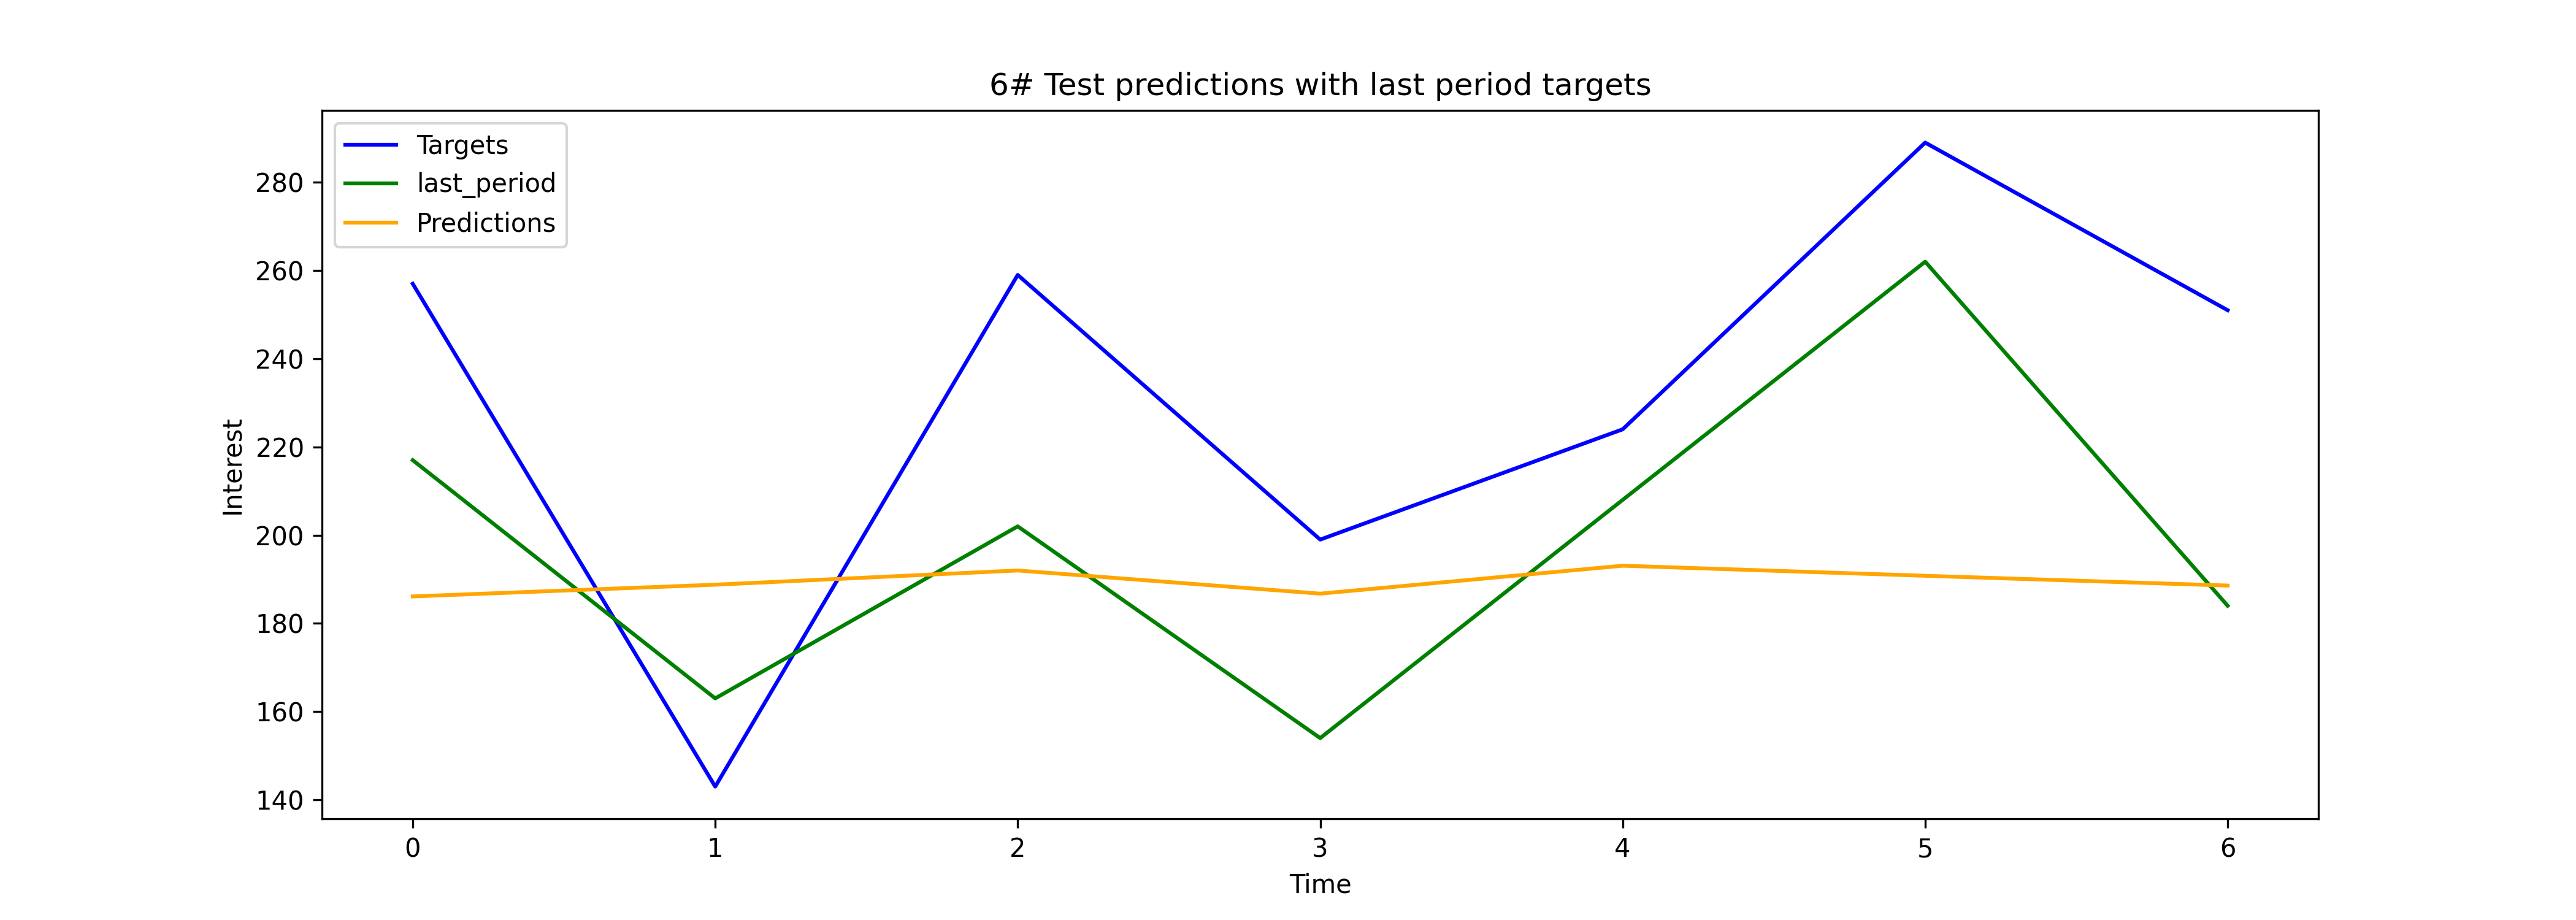 6# Test predictions with last period targets
Targets
last_period
Predictions
280
260
240
220
200
180
160
140
Interest
0 1 2 3 4 5 6
Time